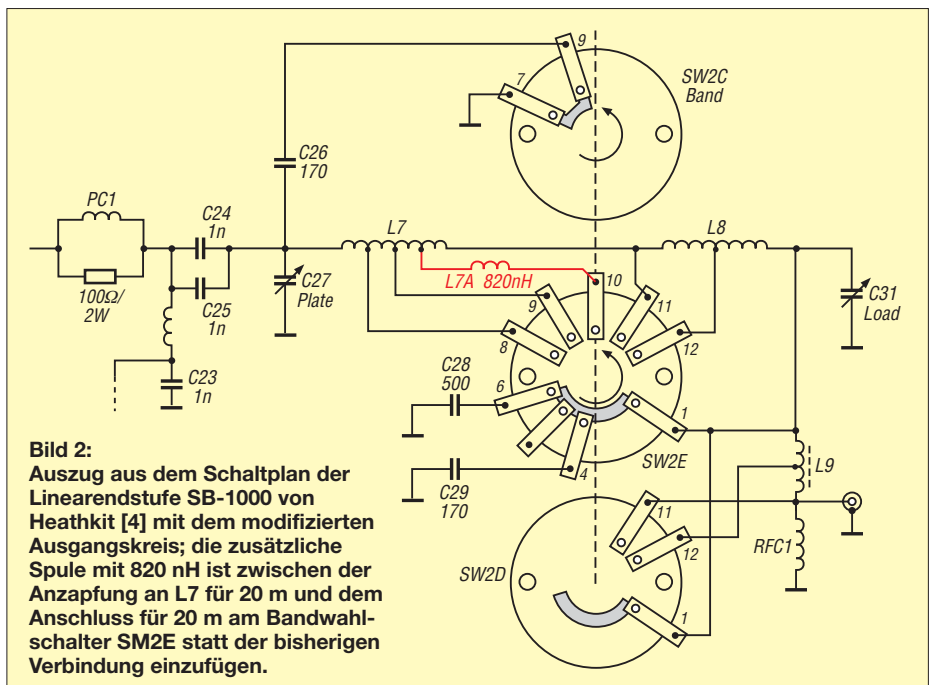 9
SW2C
Band
7
C26
170
PC1
C24
1n
L7
L8
100Ω/
2W
C25
1n
C27
Plate
L7A 820nH
10
11
9
12
8
C31
Load
C23
1n
C28
500
6
1
4
SW2E
C29
170
L9
11
12
SW2D
RFC1
1
Bild 2:
Auszug aus dem Schaltplan der
Linearendstufe SB-1000 von
Heathkit [4] mit dem modifizierten
Ausgangskreis; die zusätzliche
Spule mit 820 nH ist zwischen der
Anzapfung an L7 für 20 m und dem
Anschluss für 20 m am Bandwahl-
schalter SM2E statt der bisherigen
Verbindung einzufügen.